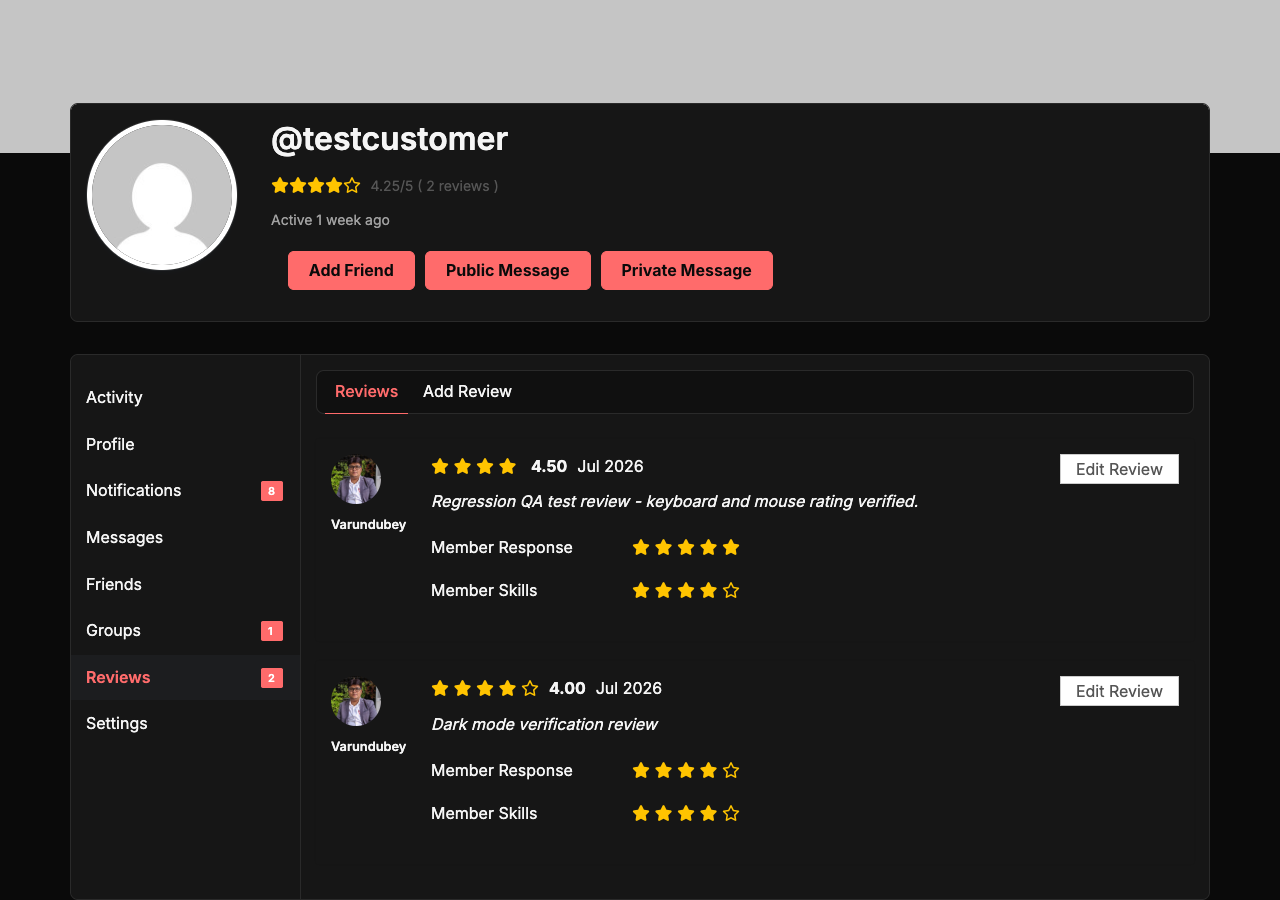 @testcustomer
4.25/5 ( 2 reviews )
Active 1 week ago
Add Friend
Public Message
Private Message
Activity
Profile
Notifications 8
Messages
Friends
Groups 1
Reviews 2
Settings
Reviews
Add Review
4.50 Jul 2026
Edit Review
Regression QA test review - keyboard and mouse rating verified.
Varundubey
Member Response
Member Skills
4.00 Jul 2026
Edit Review
Dark mode verification review
Varundubey
Member Response
Member Skills